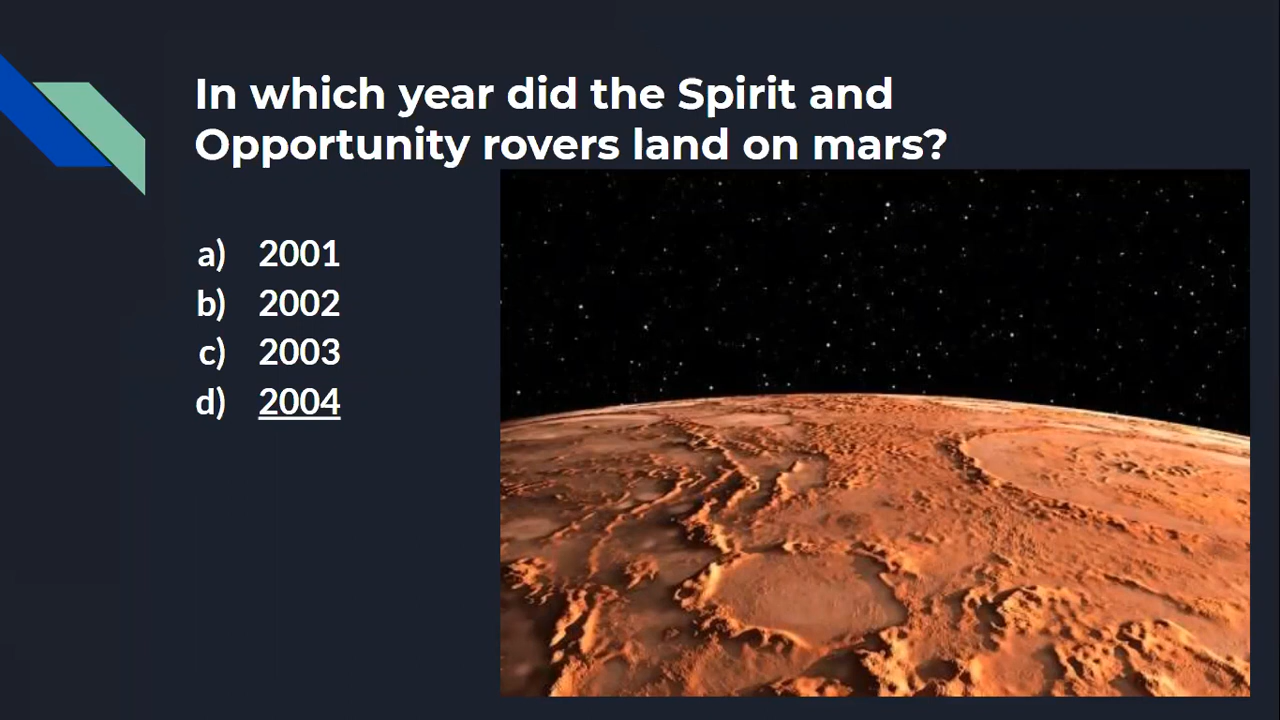 In which year did the Spirit and
Opportunity rovers land on mars?
a) 2001
b) 2002
c) 2003
d) 2004